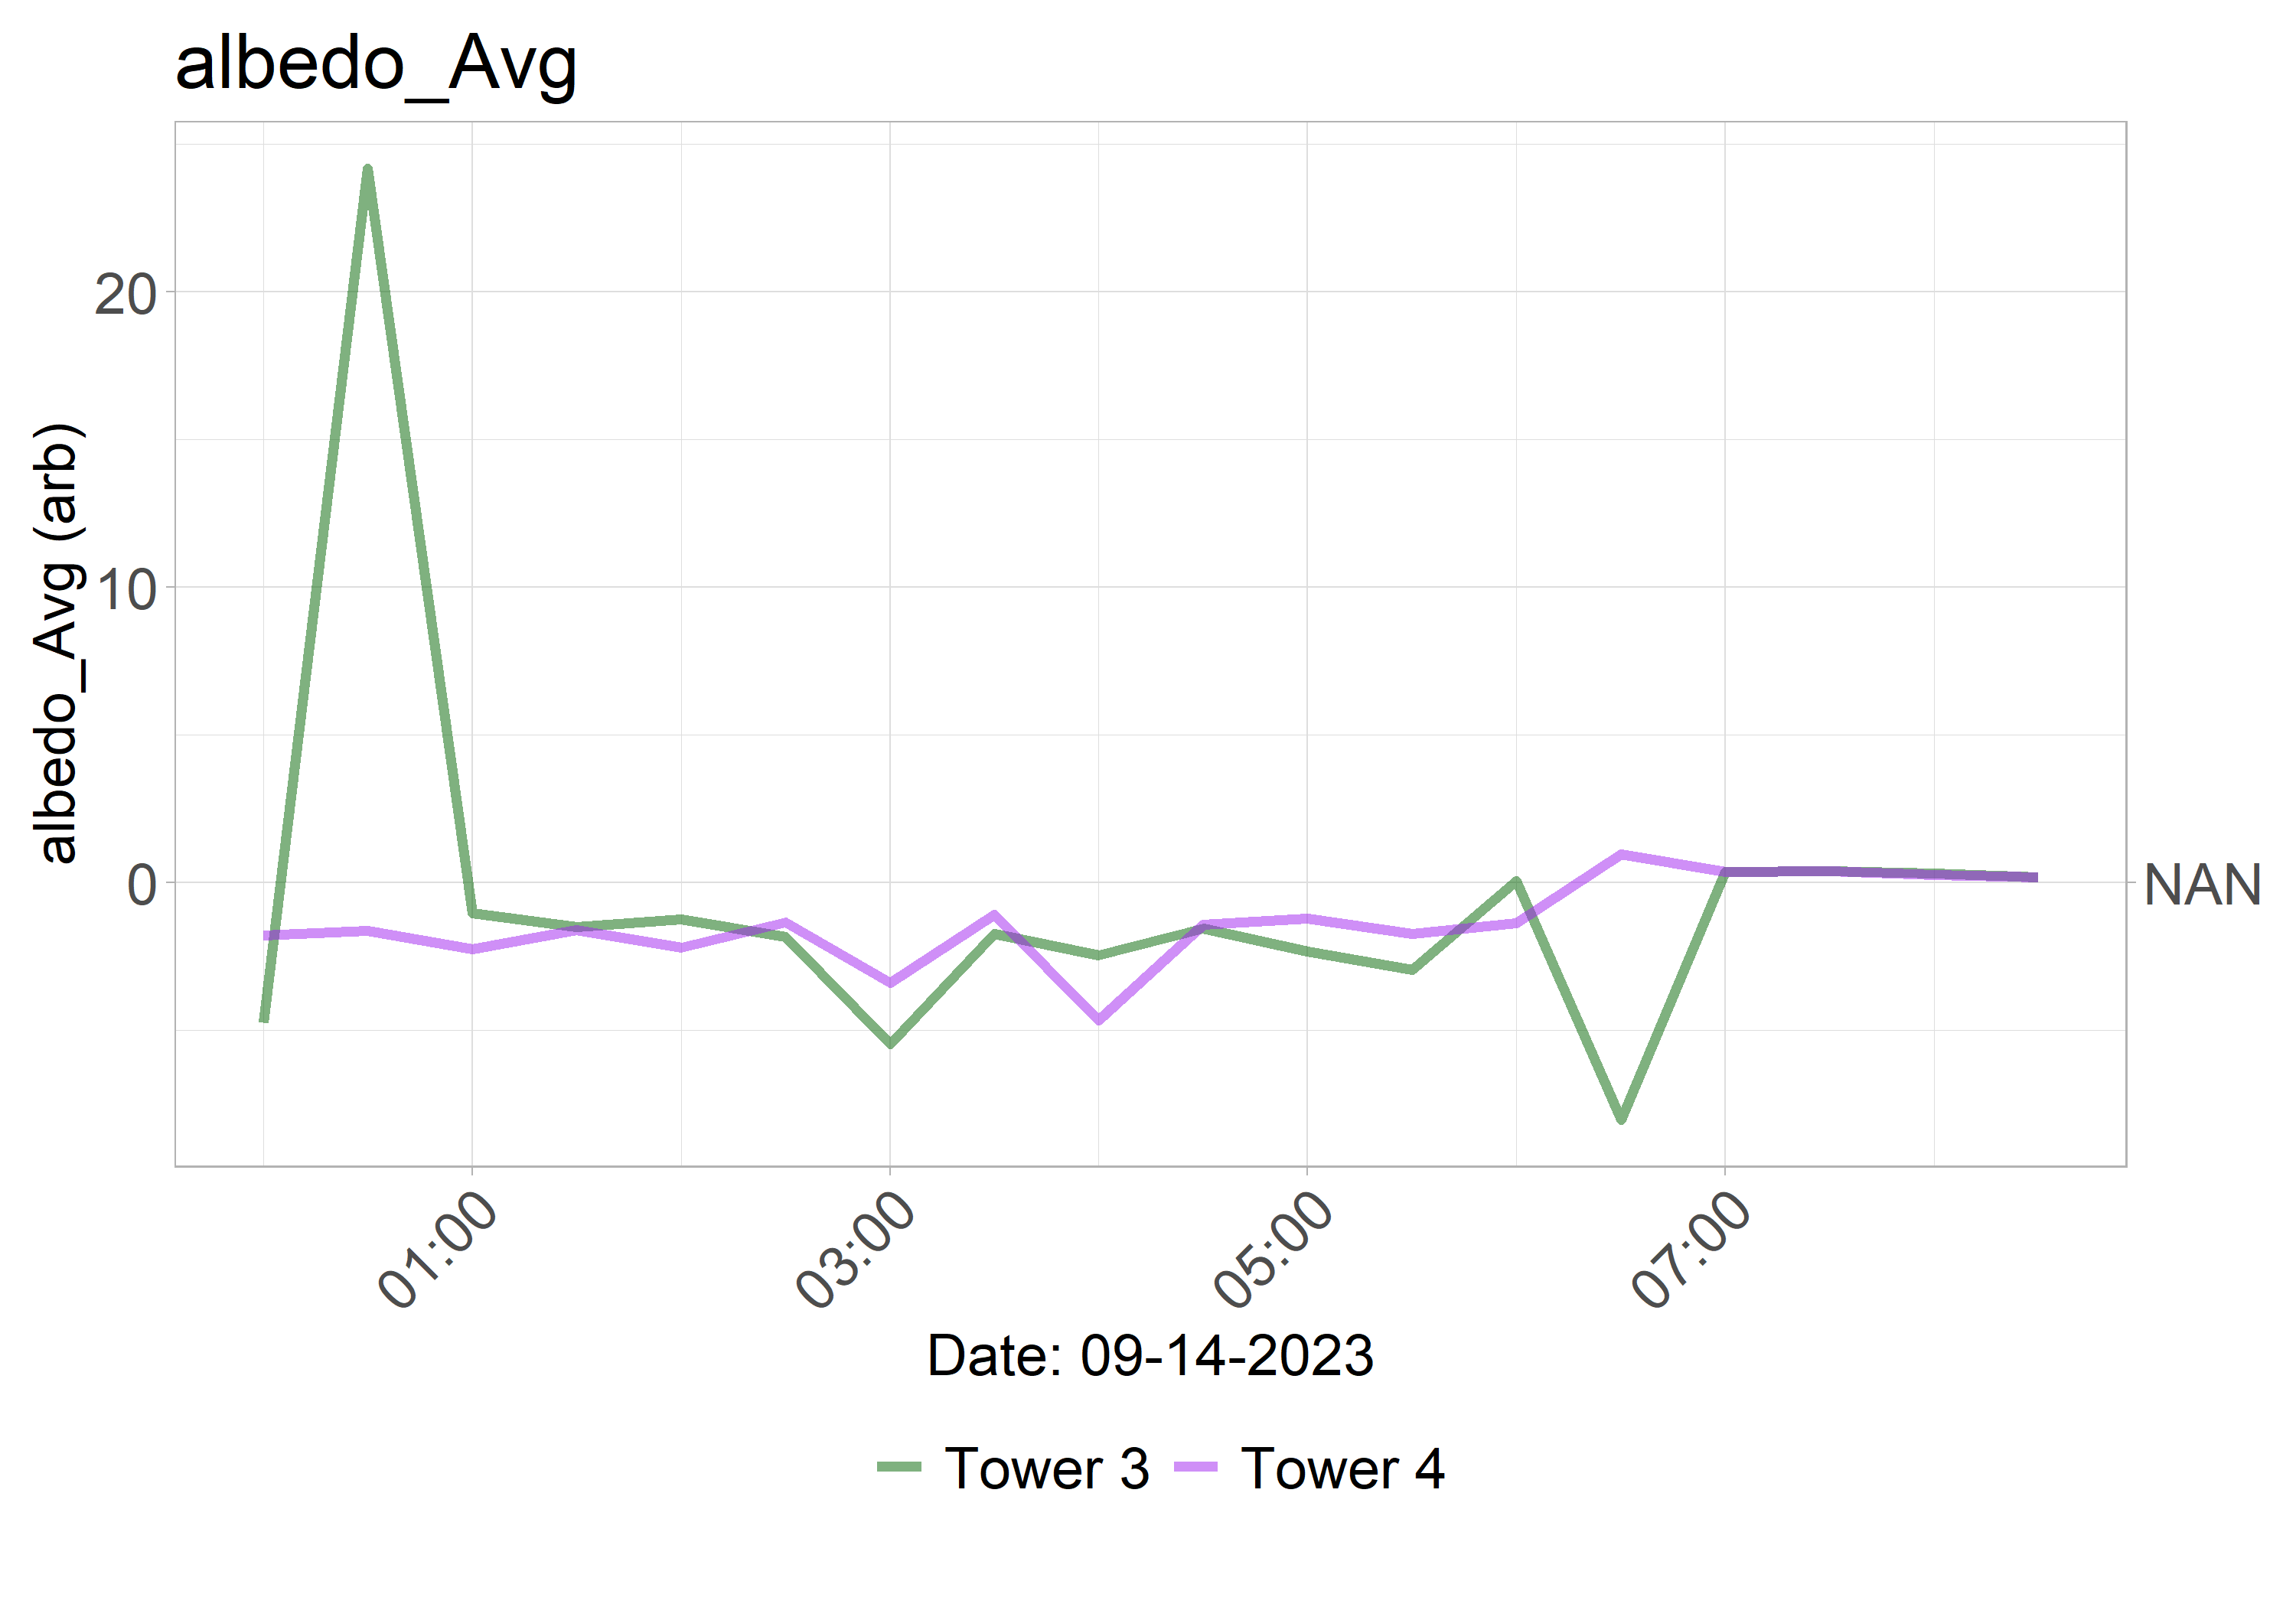 albedo_Avg
albedo_Avg (arb)
20
10
0
NAN
01:00
03:00
05:00
07:00
Date: 09-14-2023
Tower 3
Tower 4